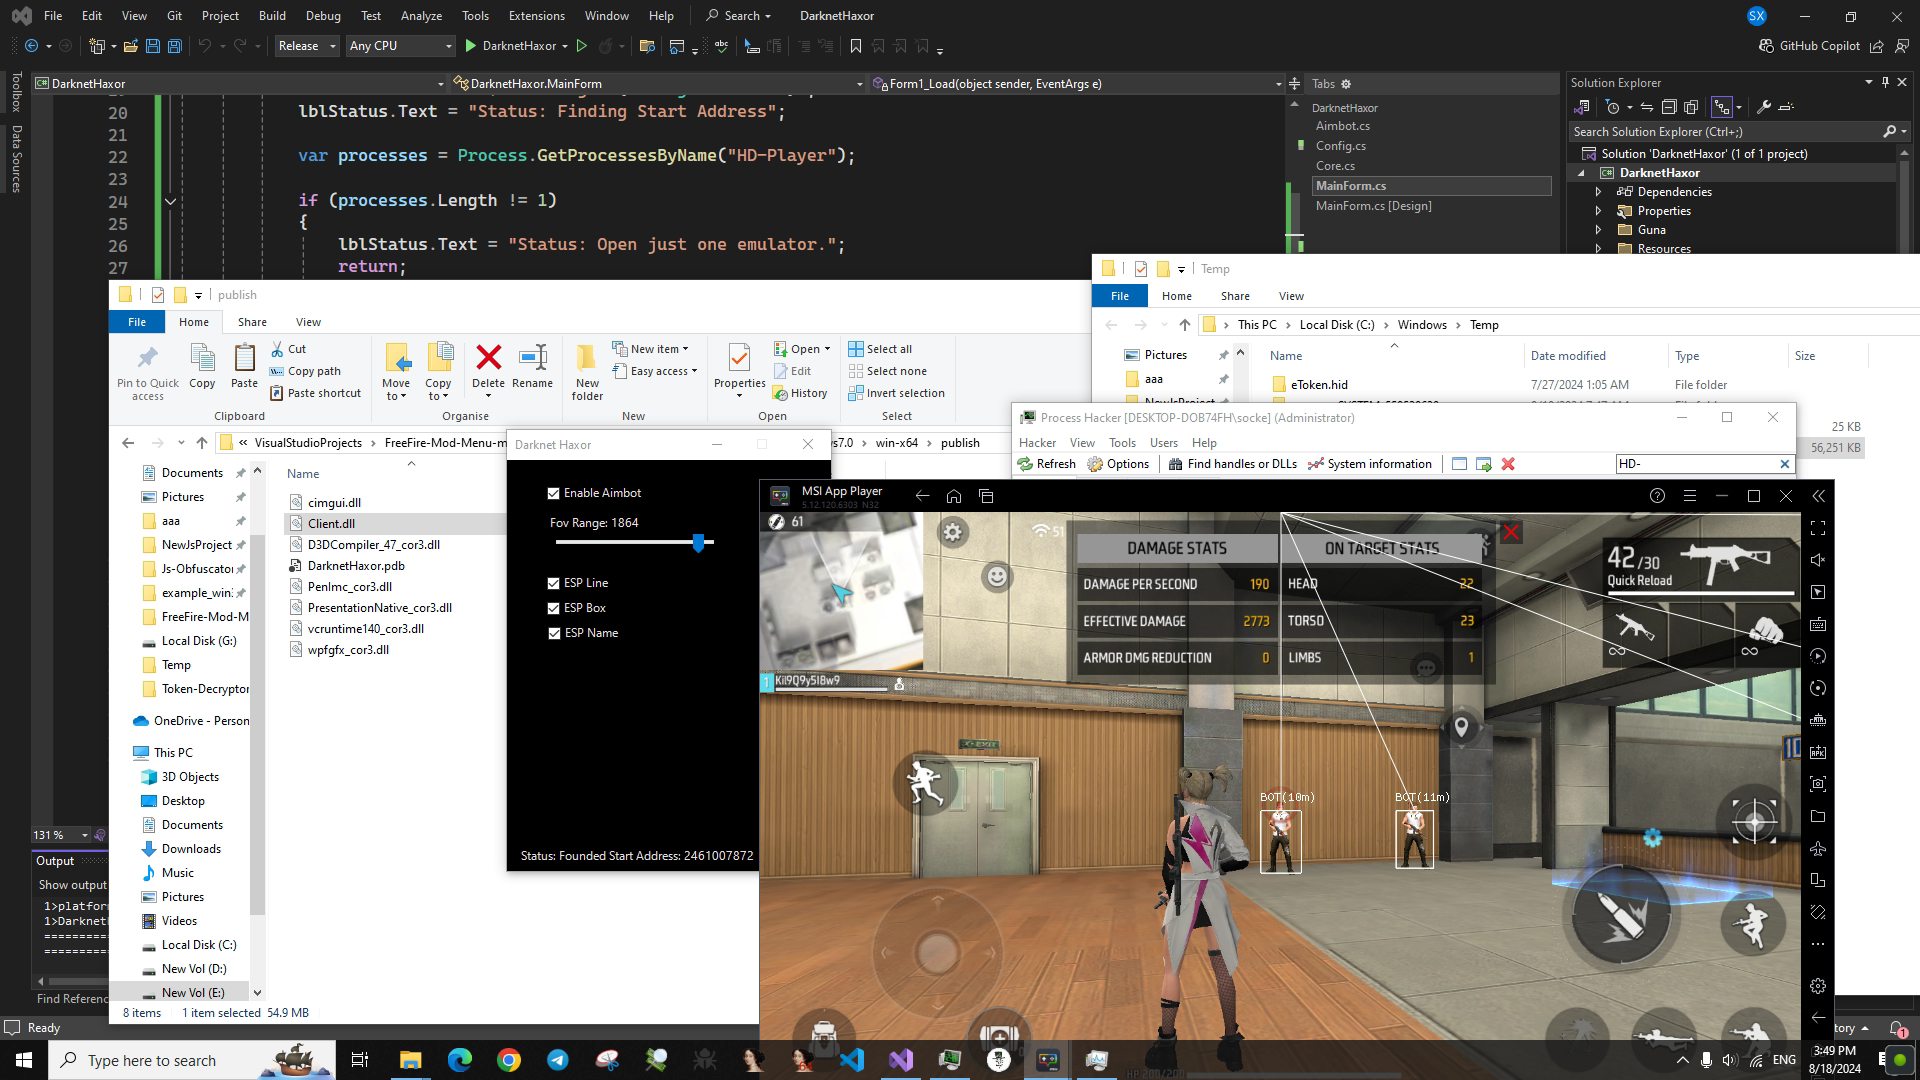 File Edit View Git Project Build Debug Test Analyze Tools Extensions Window Help Search DarknetHaxor SX
Release Any CPU DarknetHaxor GitHub Copilot
Toolbox
Data Sources
DarknetHaxor DarknetHaxor.MainForm Form1_Load(object sender, EventArgs e)
20 lblStatus.Text = "Status: Finding Start Address";
21
22 var processes = Process.GetProcessesByName("HD-Player");
23
24 if (processes.Length != 1)
25 {
26 lblStatus.Text = "Status: Open just one emulator.";
27 return;
Tabs
DarknetHaxor
Aimbot.cs
Config.cs
Core.cs
MainForm.cs
MainForm.cs [Design]
Solution Explorer
Search Solution Explorer (Ctrl+;)
Solution 'DarknetHaxor' (1 of 1 project)
DarknetHaxor
Dependencies
Properties
Guna
Resources
publish
File Home Share View
Pin to Quick access
Copy
Paste
Cut
Copy path
Paste shortcut
Clipboard
Move to
Copy to
Delete
Rename
Organise
New folder
New item
Easy access
New
Properties
Open
Edit
History
Open
Select all
Select none
Invert selection
Select
« VisualStudioProjects FreeFire-Mod-Menu-m
win-x64 publish
Documents
Pictures
aaa
NewJsProject
Js-Obfuscator
FreeFire-Mod-M
Local Disk (G:)
Temp
Token-Decryptor
OneDrive - Person
This PC
3D Objects
Desktop
Documents
Downloads
Music
Pictures
Videos
Local Disk (C:)
New Vol (D:)
New Vol (E:)
Name
cimgui.dll
Client.dll
D3DCompiler_47_cor3.dll
DarknetHaxor.pdb
PenImc_cor3.dll
PresentationNative_cor3.dll
vcruntime140_cor3.dll
wpfgfx_cor3.dll
8 items 1 item selected 54.9 MB
Temp
File Home Share View
This PC Local Disk (C:) Windows Temp
Pictures
aaa
Name Date modified Type Size
eToken.hid 7/27/2024 1:05 AM File folder
25 KB
56,251 KB
Process Hacker [DESKTOP-DOB74FH\socke] (Administrator)
Hacker View Tools Users Help
Refresh Options Find handles or DLLs System information HD-
Darknet Haxor
Enable Aimbot
Fov Range: 1864
ESP Line
ESP Box
ESP Name
Status: Founded Start Address: 2461007872
MSI App Player
5.12.120.6303 N32
61
51
DAMAGE STATS ON TARGET STATS
DAMAGE PER SECOND 190 HEAD 22
EFFECTIVE DAMAGE 2773 TORSO 23
ARMOR DMG REDUCTION 0 LIMBS 1
42/30
Quick Reload
∞
∞
1 Kil9Q9y5l8w9
EXIT
BOT(10m)
BOT(11m)
HP 200/200
131 %
Output
Show output
1>platfor
1>Darknet
Find Referenc
Ready
Type here to search
ENG
3:49 PM
8/18/2024